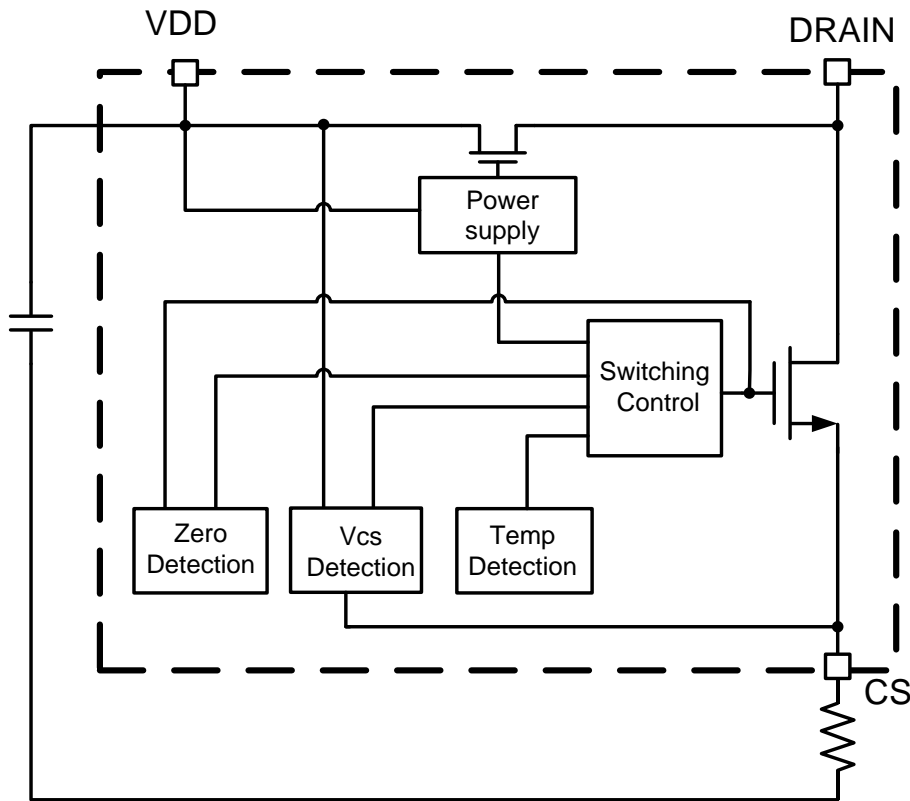 VDD
DRAIN
Power
supply
Switching
Control
Zero
Detection
Vcs
Detection
Temp
Detection
CS